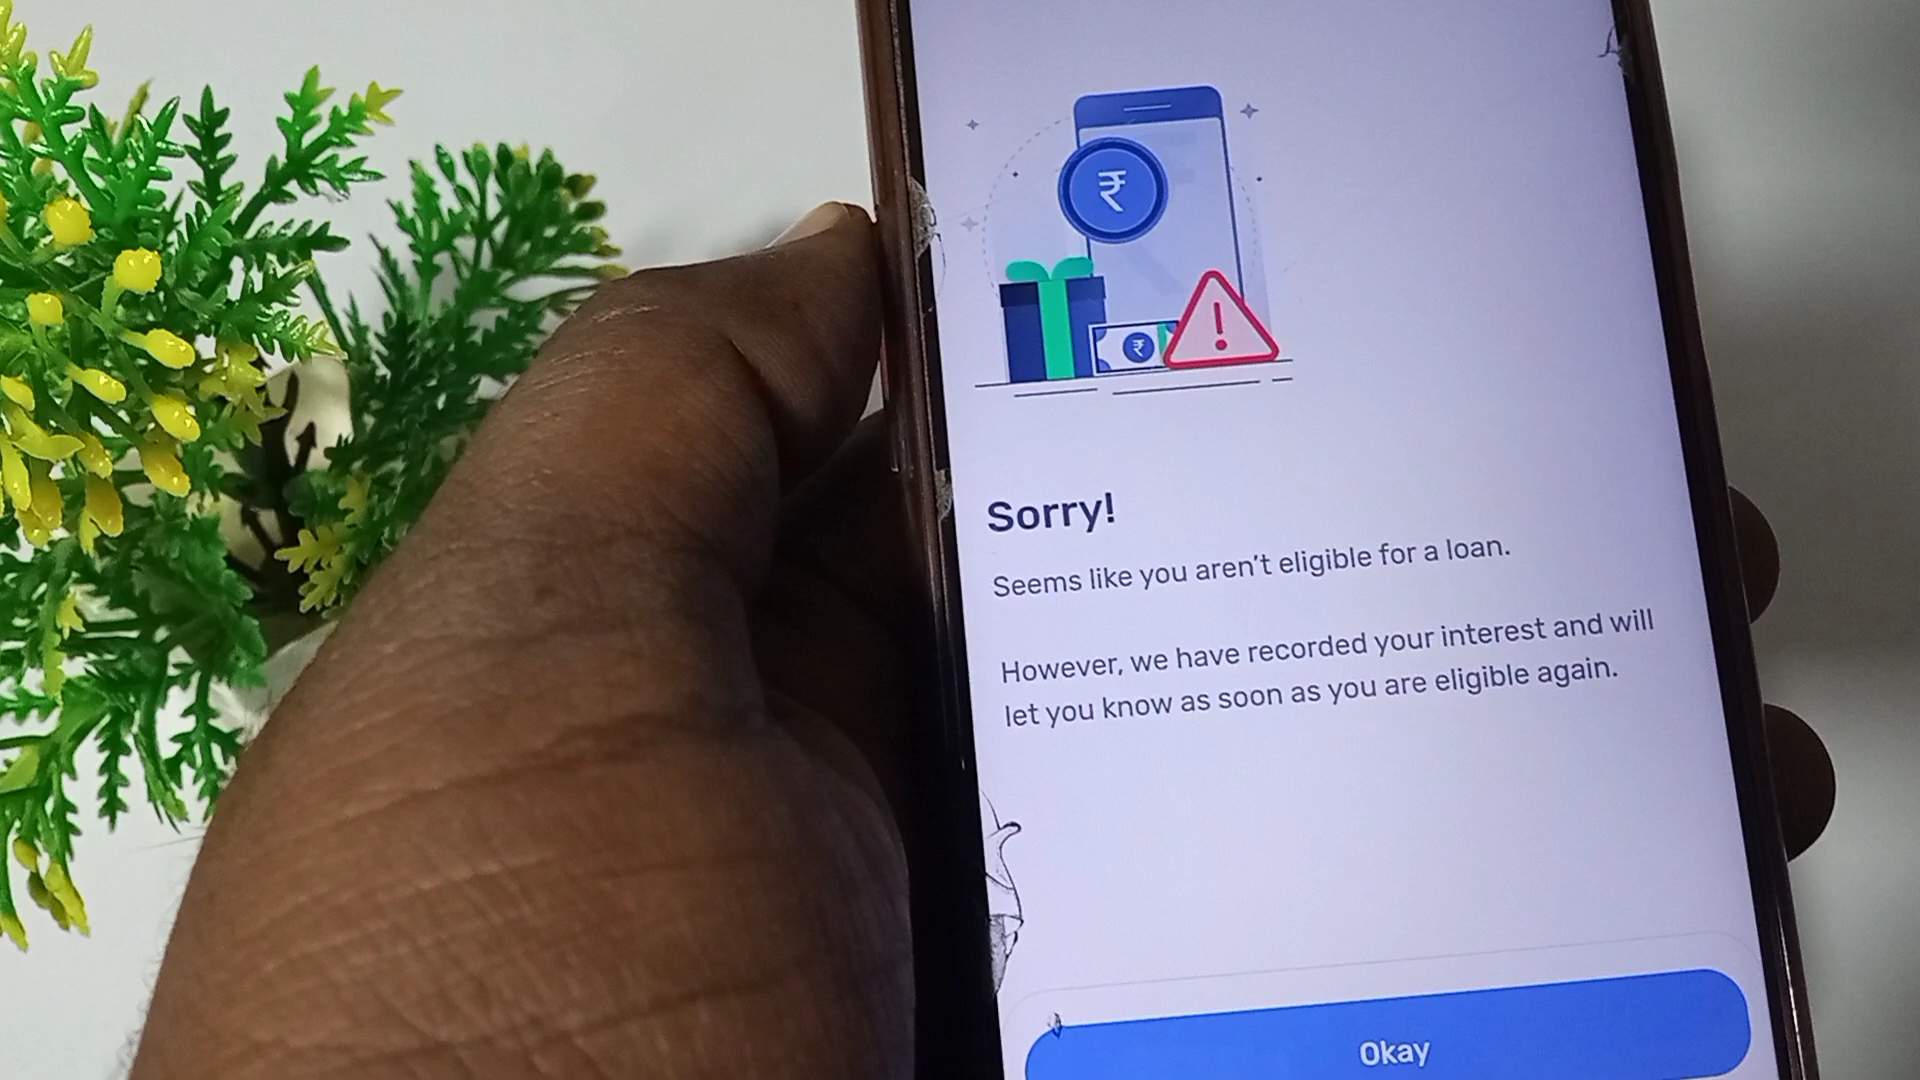 ₹
₹
Sorry!
Seems like you aren't eligible for a loan.
However, we have recorded your interest and will
let you know as soon as you are eligible again.
Okay